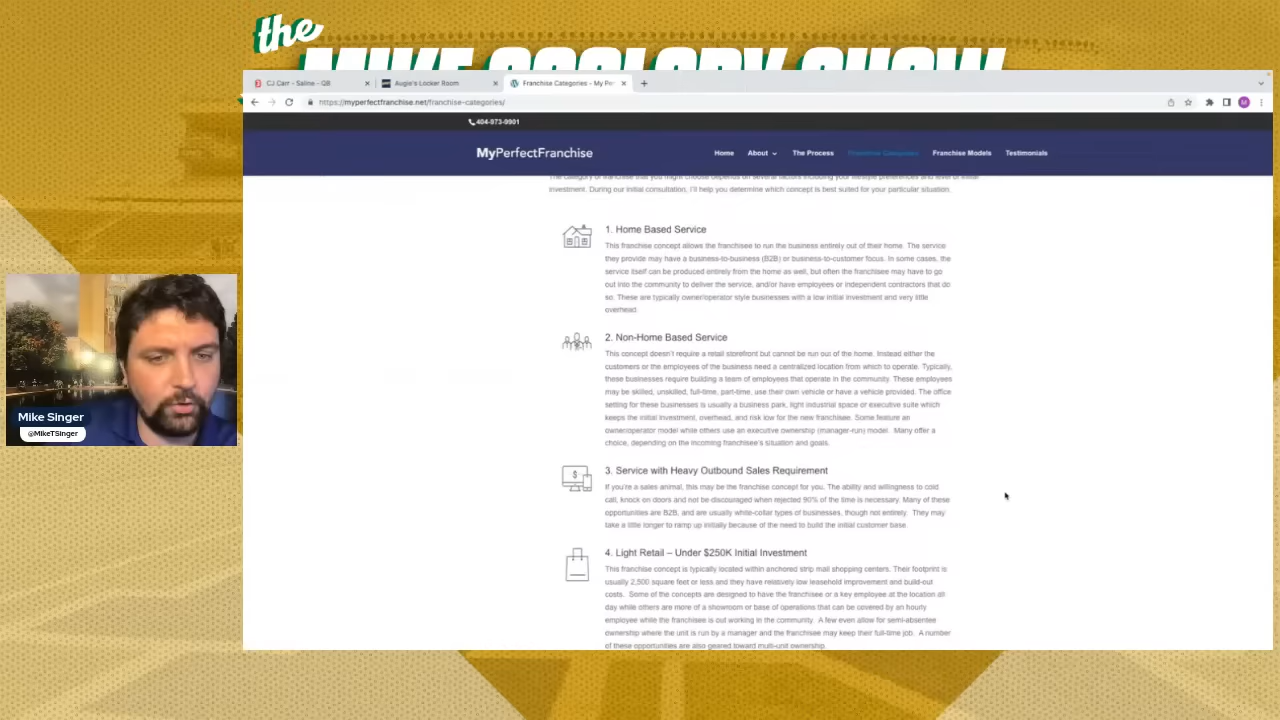 the
MIKE
SHOW
CJ Carr - Saline - QB
Augie's Locker Room
Franchise Categories - My Per
https://myperfectfranchise.net/franchise-categories/
M
404-973-9901
MyPerfectFranchise
Home
About
The Process
Franchise Categories
Franchise Models
Testimonials
The category of franchise that you might choose depends on several factors including your lifestyle preferences and level of initial
investment. During our initial consultation, I'll help you determine which concept is best suited for your particular situation.
1. Home Based Service
This franchise concept allows the franchisee to run the business entirely out of their home. The service
they provide may have a business-to-business (B2B) or business-to-customer focus. In some cases, the
service itself can be produced entirely from the home as well, but often the franchisee may have to go
out into the community to deliver the service, and/or have employees or independent contractors that do
so. These are typically owner/operator style businesses with a low initial investment and very little
overhead.
2. Non-Home Based Service
This concept doesn't require a retail storefront but cannot be run out of the home. Instead either the
customers or the employees of the business need a centralized location from which to operate. Typically,
these businesses require building a team of employees that operate in the community. These employees
may be skilled, unskilled, full-time, part-time, use their own vehicle or have a vehicle provided. The office
setting for these businesses is usually a business park, light industrial space or executive suite which
keeps the initial investment, overhead, and risk low for the new franchisee. Some feature an
owner/operator model while others use an executive ownership (manager-run) model. Many offer a
choice, depending on the incoming franchisee's situation and goals.
3. Service with Heavy Outbound Sales Requirement
If you're a sales animal, this may be the franchise concept for you. The ability and willingness to cold
call, knock on doors and not be discouraged when rejected 90% of the time is necessary. Many of these
opportunities are B2B, and are usually white-collar types of businesses, though not entirely. They may
take a little longer to ramp up initially because of the need to build the initial customer base.
4. Light Retail – Under $250K Initial Investment
This franchise concept is typically located within anchored strip mall shopping centers. Their footprint is
usually 2,500 square feet or less and they have relatively low leasehold improvement and build-out
costs. Some of the concepts are designed to have the franchisee or a key employee at the location all
day while others are more of a showroom or base of operations that can be covered by an hourly
employee while the franchisee is out working in the community. A few even allow for semi-absentee
ownership where the unit is run by a manager and the franchisee may keep their full-time job. A number
of these opportunities are also geared toward multi-unit ownership.
Mike Singer
@MikeTSinger